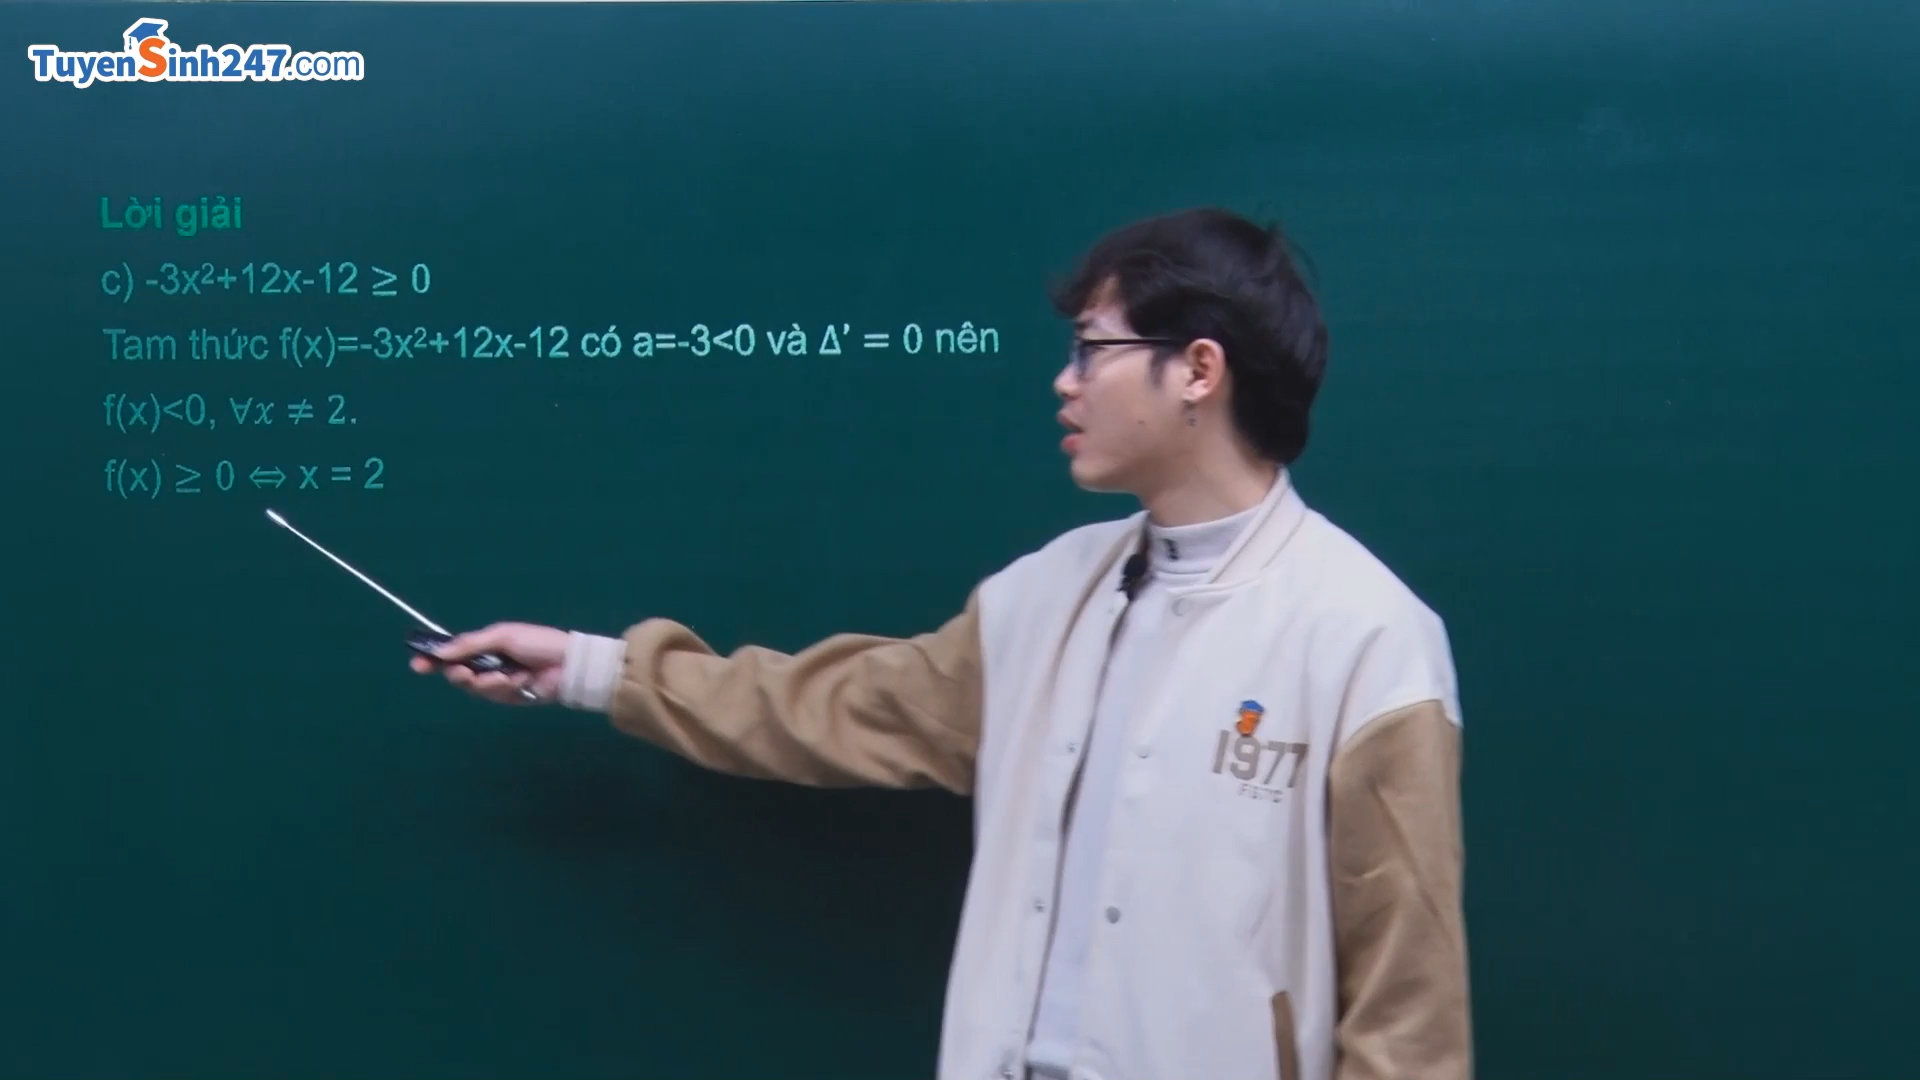 TuyenSinh247.com
Lời giải
c) -3x²+12x-12 ≥ 0
Tam thức f(x)=-3x²+12x-12 có a=-3<0 và Δ’ = 0 nên
f(x)<0, ∀x ≠ 2.
f(x) ≥ 0 ⇔ x = 2
1977